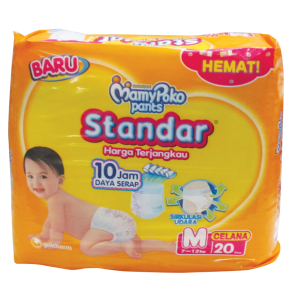 BARU
HEMAT!
MamyPoko
pants
Standar
Harga Terjangkau
10 Jam
DAYA SERAP
SIRKULASI
UDARA
M
CELANA
20